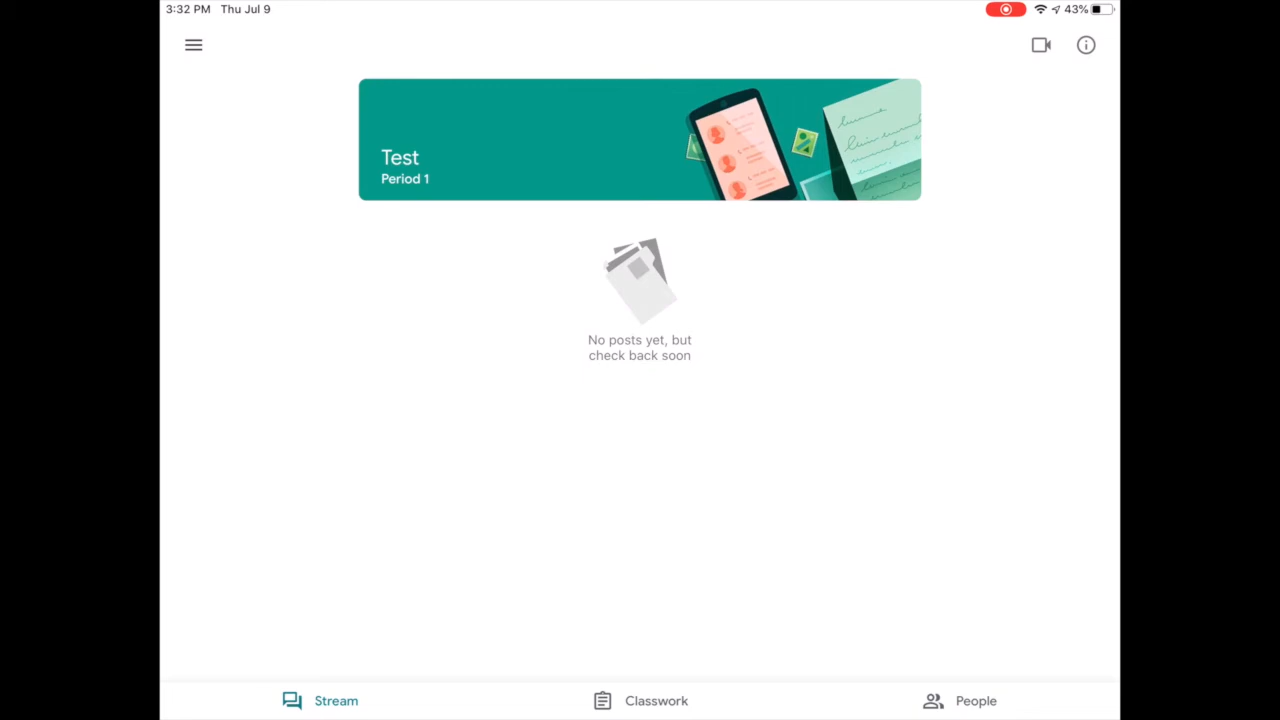 3:32 PM Thu Jul 9
43%
Test
Period 1
No posts yet, but
check back soon
Stream
Classwork
People